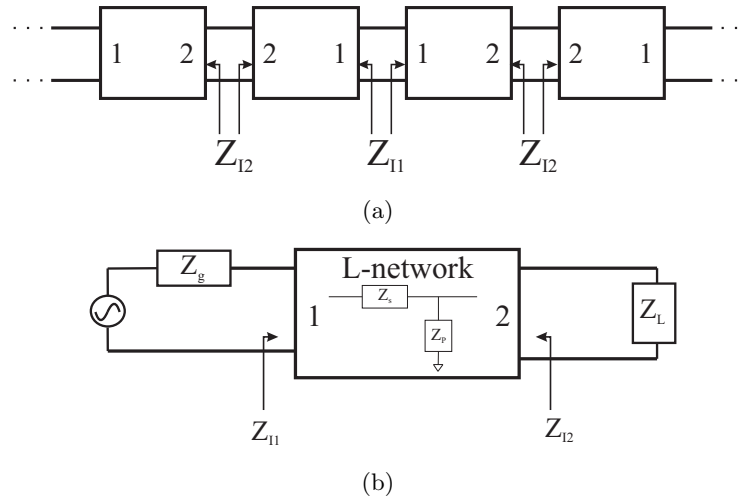 1 2 2 1 1 2 2 1
Z_I2 Z_I1 Z_I2
(a)
Z_g
L-network
Z_s
1 Z_P 2 Z_L
Z_I1 Z_I2
(b)